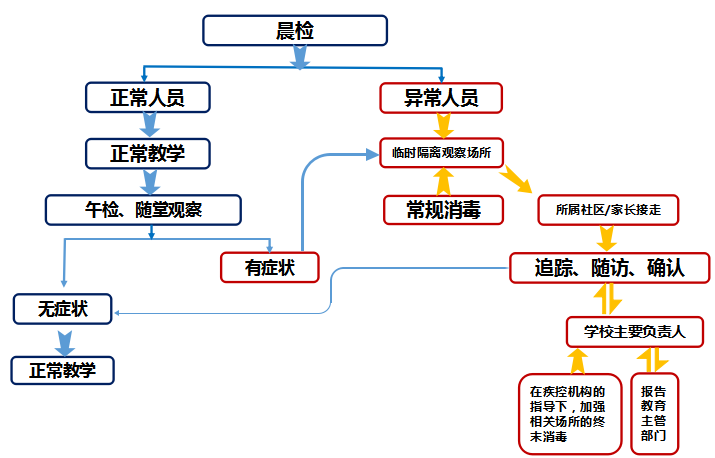 晨检
正常人员
异常人员
正常教学
临时隔离观察场所
午检、随堂观察
常规消毒
所属社区/家长接走
有症状
追踪、随访、确认
无症状
学校主要负责人
正常教学
在疾控机构的
指导下，加强
相关场所的终
末消毒
报告
教育
主管
部门